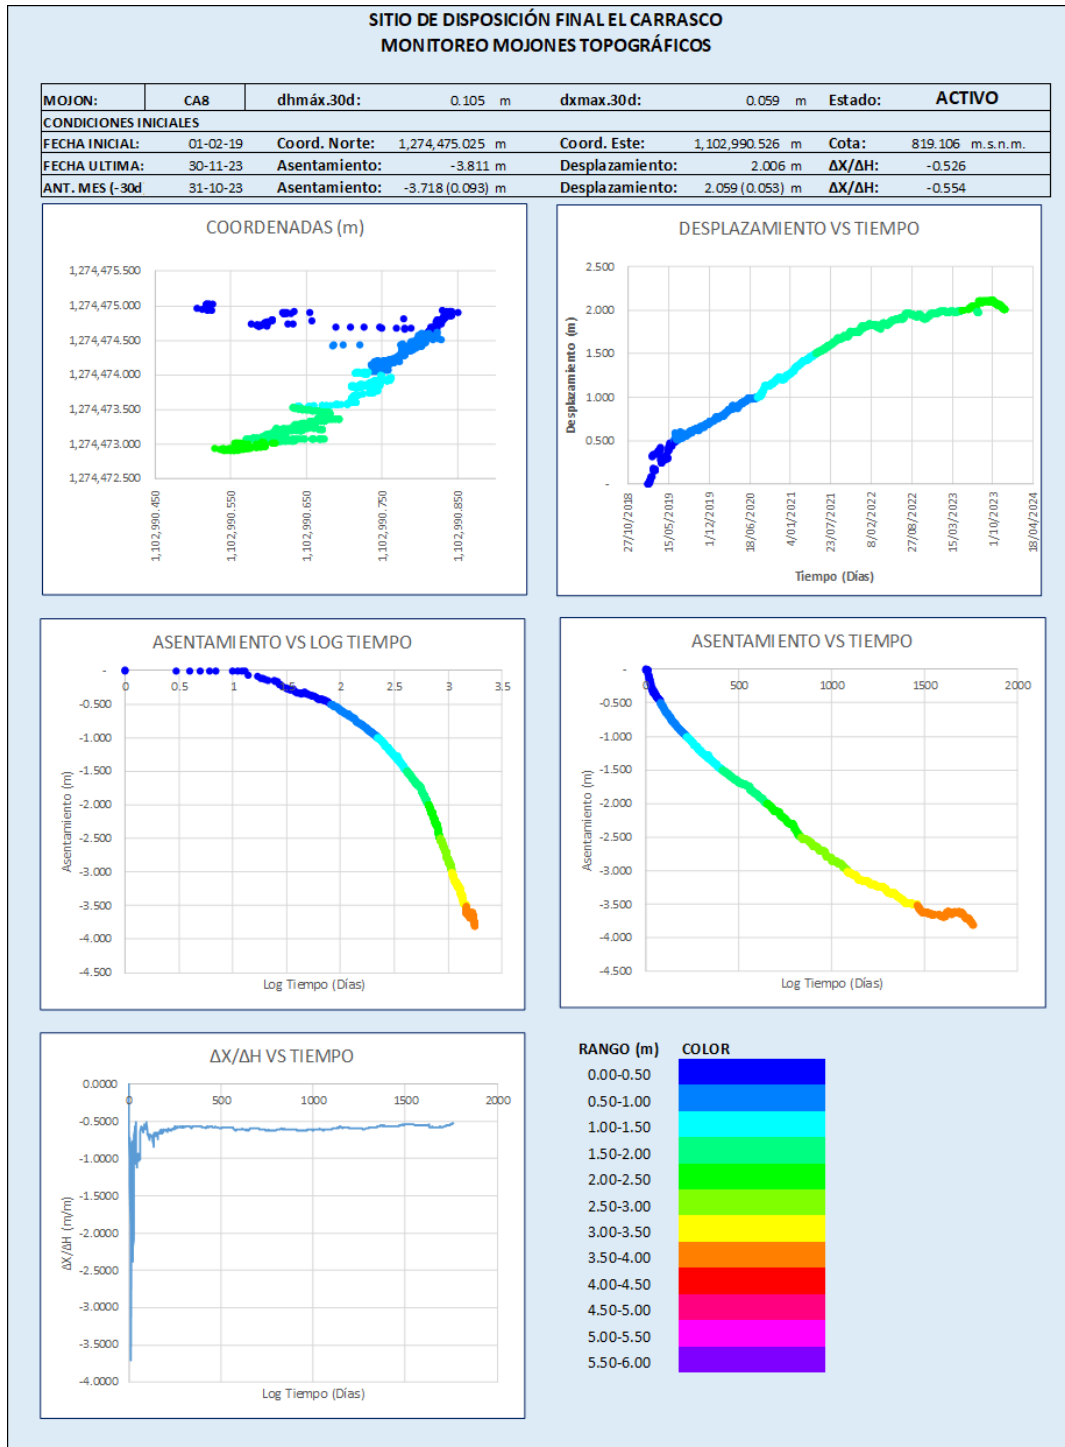 SITIO DE DISPOSICIÓN FINAL EL CARRASCO
MONITOREO MOJONES TOPOGRÁFICOS
MOJON: CA8 dhmáx.30d: 0.105 m dxmax.30d: 0.059 m Estado: ACTIVO
CONDICIONES INICIALES
FECHA INICIAL: 01-02-19 Coord. Norte: 1,274,475.025 m Coord. Este: 1,102,990.526 m Cota: 819.106 m.s.n.m.
FECHA ULTIMA: 30-11-23 Asentamiento: -3.811 m Desplazamiento: 2.006 m ΔX/ΔH: -0.526
ANT. MES (-30d 31-10-23 Asentamiento: -3.718 (0.093) m Desplazamiento: 2.059 (0.053) m ΔX/ΔH: -0.554
COORDENADAS (m)
1,274,475.500
1,274,475.000
1,274,474.500
1,274,474.000
1,274,473.500
1,274,473.000
1,274,472.500
1,102,990.450
1,102,990.550
1,102,990.650
1,102,990.750
1,102,990.850
DESPLAZAMIENTO VS TIEMPO
Desplazamiento (m)
2.500
2.000
1.500
1.000
0.500
-
27/10/2018
15/05/2019
1/12/2019
18/06/2020
4/01/2021
23/07/2021
8/02/2022
27/08/2022
15/03/2023
1/10/2023
18/04/2024
Tiempo (Días)
ASENTAMIENTO VS LOG TIEMPO
Asentamiento (m)
-
-0.500
-1.000
-1.500
-2.000
-2.500
-3.000
-3.500
-4.000
-4.500
0 0.5 1 1.5 2 2.5 3 3.5
Log Tiempo (Días)
ASENTAMIENTO VS TIEMPO
Asentamiento (m)
-
-0.500
-1.000
-1.500
-2.000
-2.500
-3.000
-3.500
-4.000
-4.500
0 500 1000 1500 2000
Log Tiempo (Días)
ΔX/ΔH VS TIEMPO
ΔX/ΔH (m/m)
0.0000
-0.5000
-1.0000
-1.5000
-2.0000
-2.5000
-3.0000
-3.5000
-4.0000
0 500 1000 1500 2000
Log Tiempo (Días)
RANGO (m) COLOR
0.00-0.50
0.50-1.00
1.00-1.50
1.50-2.00
2.00-2.50
2.50-3.00
3.00-3.50
3.50-4.00
4.00-4.50
4.50-5.00
5.00-5.50
5.50-6.00